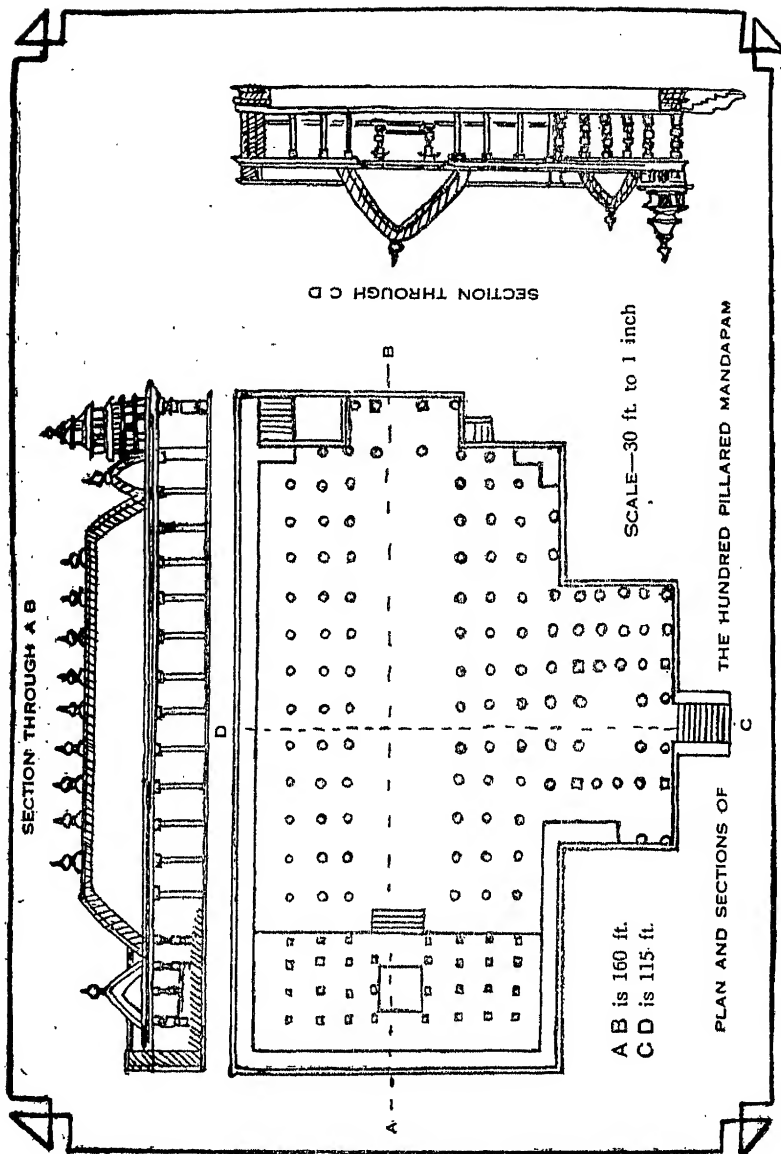 SECTION THROUGH A B
SECTION THROUGH C D
D
A
B
C
SCALE—30 ft. to 1 inch
A B is 160 ft.
C D is 115 ft.
PLAN AND SECTIONS OF THE HUNDRED PILLARED MANDAPAM